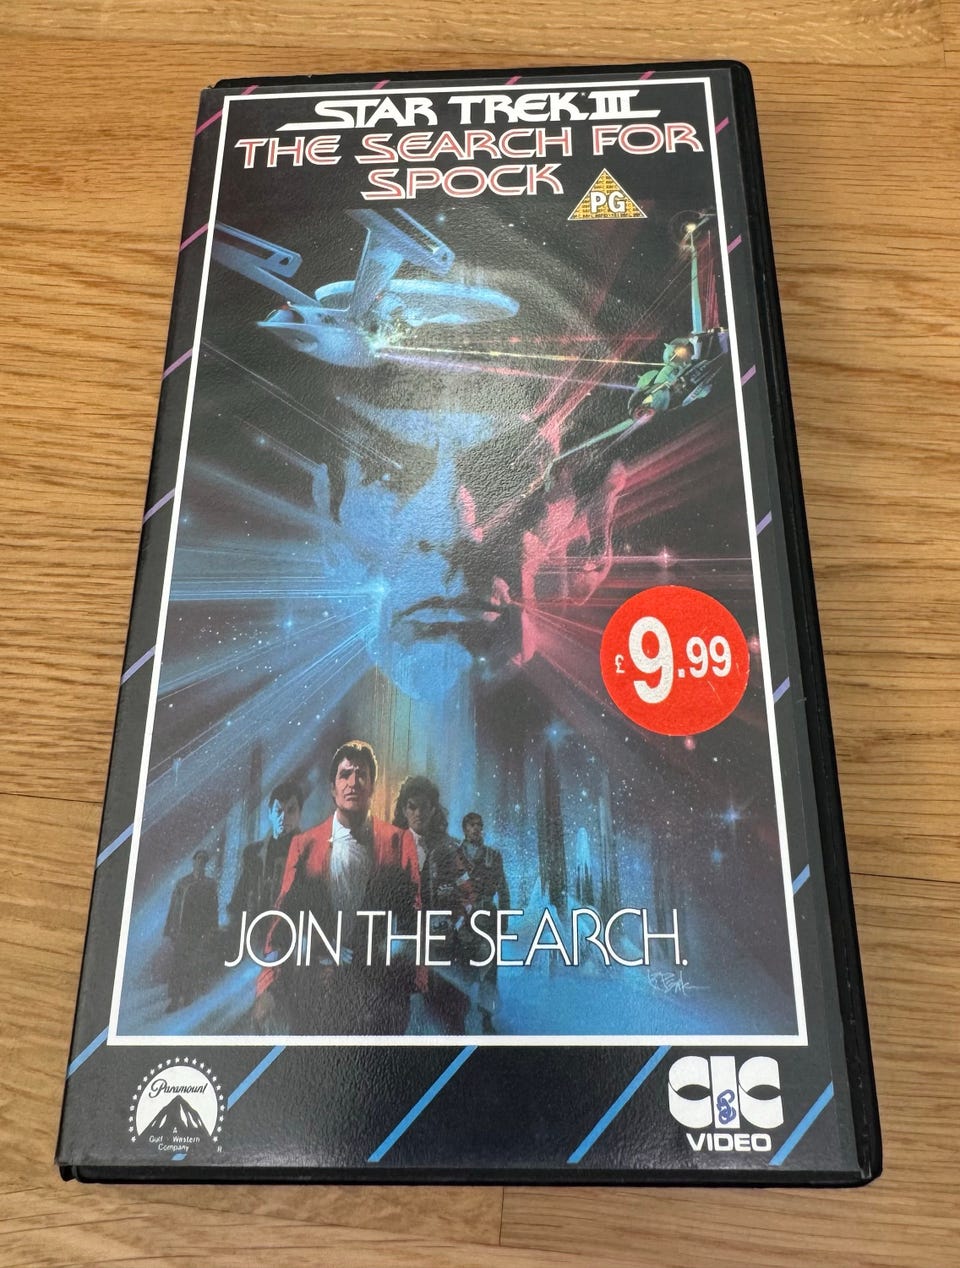 STAR TREK III
THE SEARCH FOR
SPOCK
PG
£9.99
JOIN THE SEARCH.
Paramount
A
Gulf + Western
Company
R
CIC
VIDEO